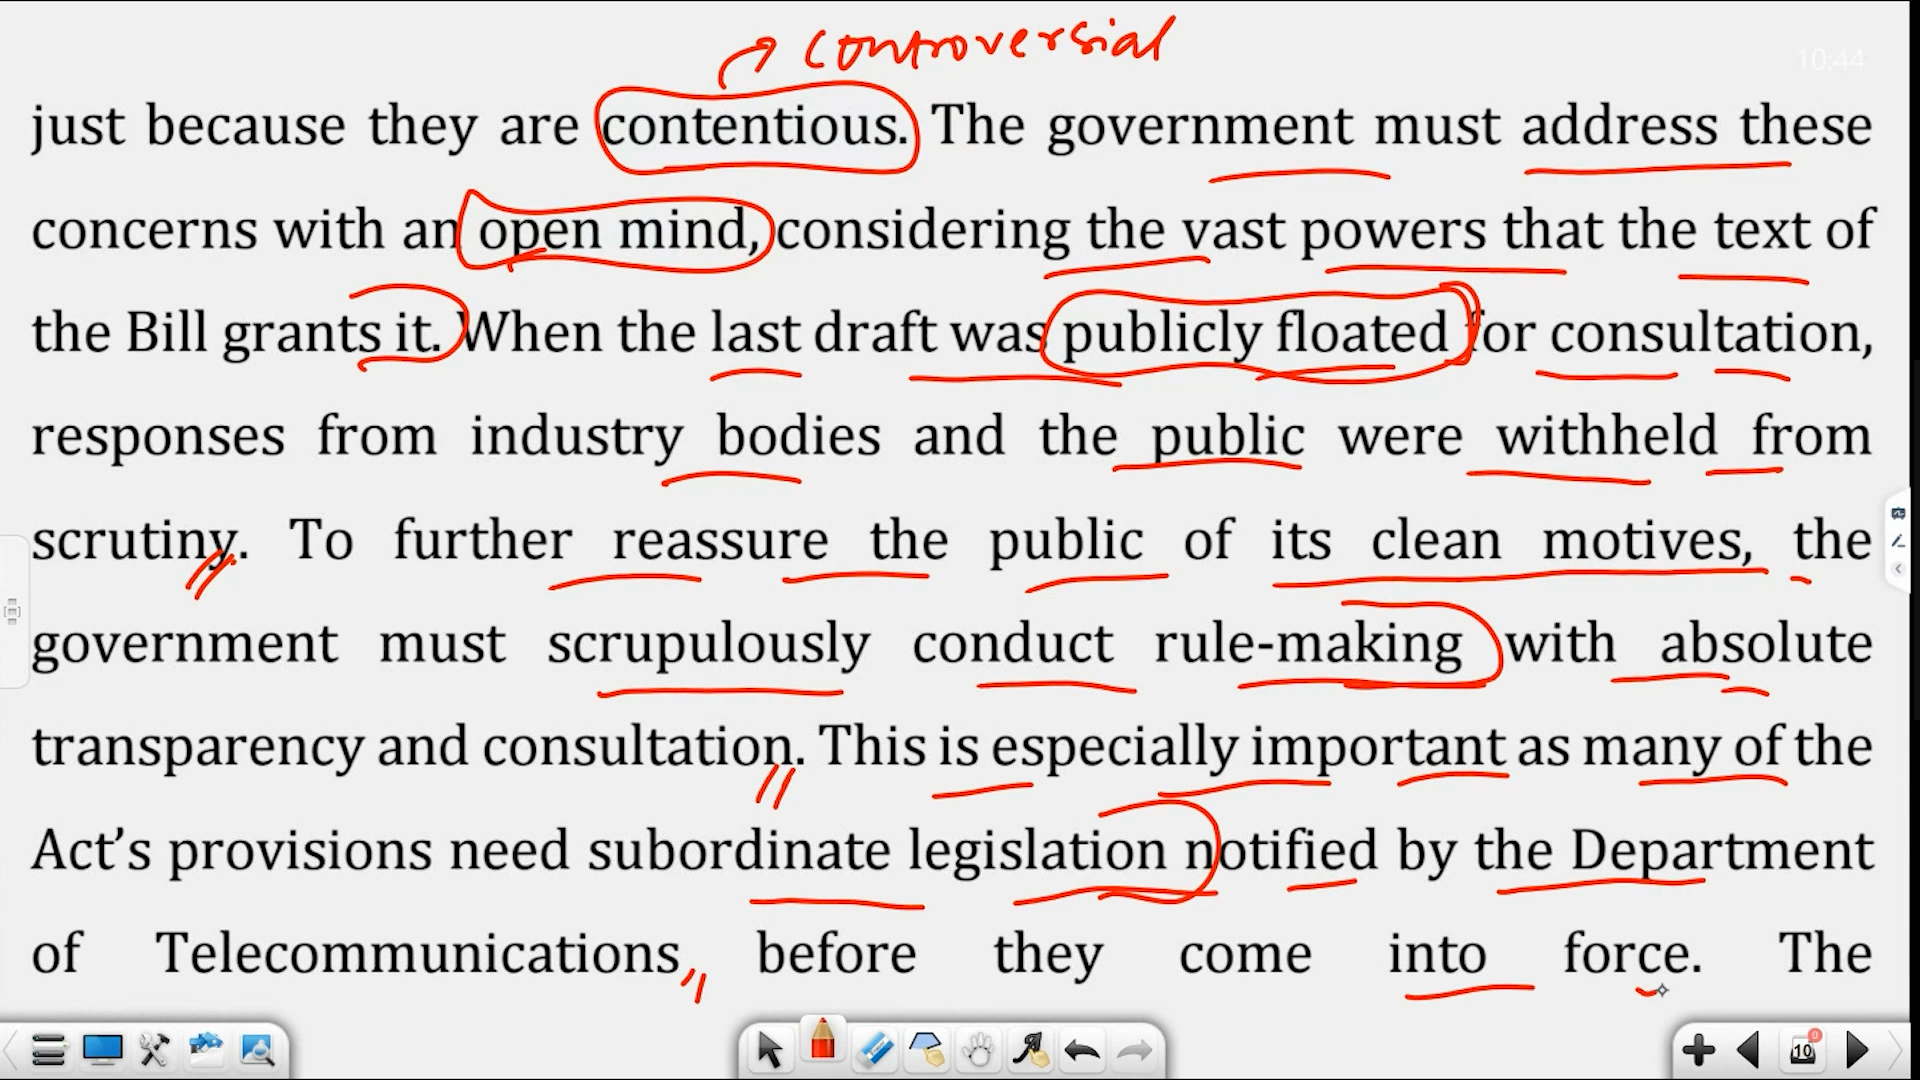 controversial
10:44
just because they are contentious. The government must address these
concerns with an open mind, considering the vast powers that the text of
the Bill grants it. When the last draft was publicly floated for consultation,
responses from industry bodies and the public were withheld from
scrutiny. To further reassure the public of its clean motives, the
government must scrupulously conduct rule-making with absolute
transparency and consultation. This is especially important as many of the
Act’s provisions need subordinate legislation notified by the Department
of Telecommunications, before they come into force. The
10
0